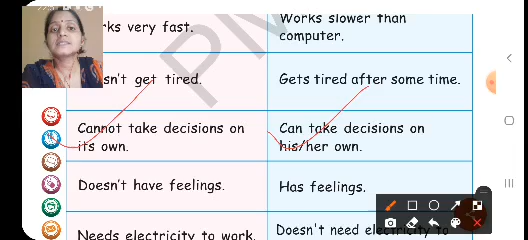 rks very fast.
Works slower than
computer.
sn't get tired.
Gets tired after some time.
Cannot take decisions on
its own.
Can take decisions on
his/her own.
Doesn't have feelings.
Has feelings.
Needs electricity to work.
Doesn't need electricity to